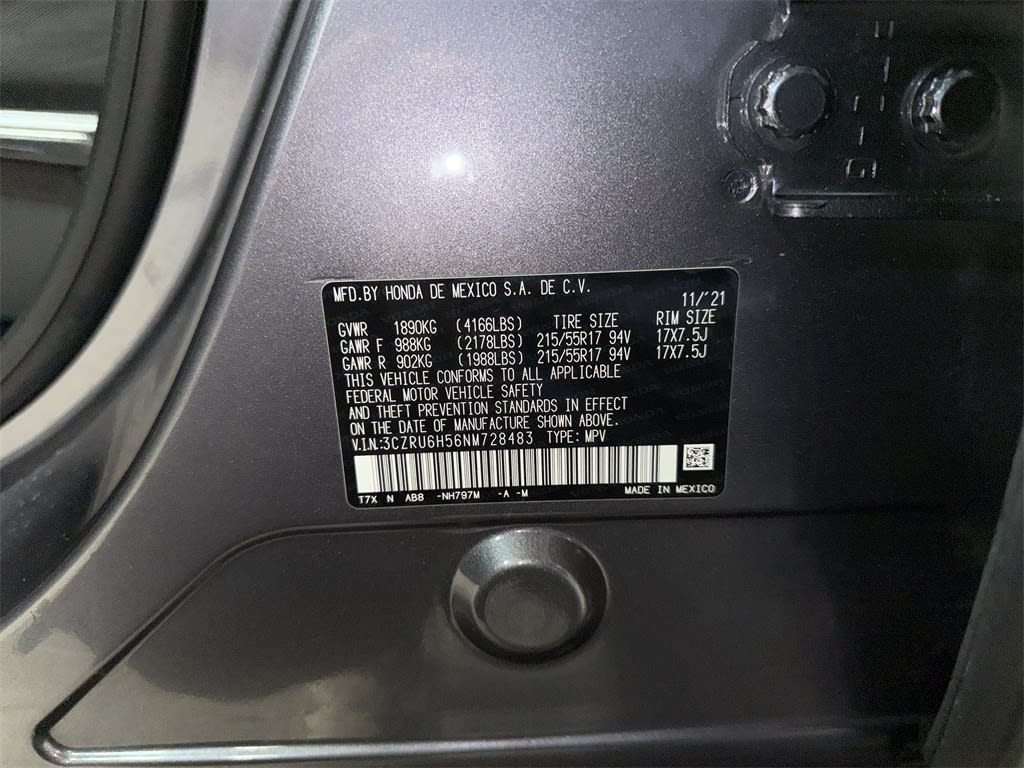 MFD.BY HONDA DE MEXICO S.A. DE C.V.
11/'21
GVWR 1890KG (4166LBS) TIRE SIZE RIM SIZE
GAWR F 988KG (2178LBS) 215/55R17 94V 17X7.5J
GAWR R 902KG (1988LBS) 215/55R17 94V 17X7.5J
THIS VEHICLE CONFORMS TO ALL APPLICABLE
FEDERAL MOTOR VEHICLE SAFETY
AND THEFT PREVENTION STANDARDS IN EFFECT
ON THE DATE OF MANUFACTURE SHOWN ABOVE.
V.I.N:3CZRU6H56NM728483 TYPE: MPV
T7X N AB8 -NH797M -A -M MADE IN MEXICO